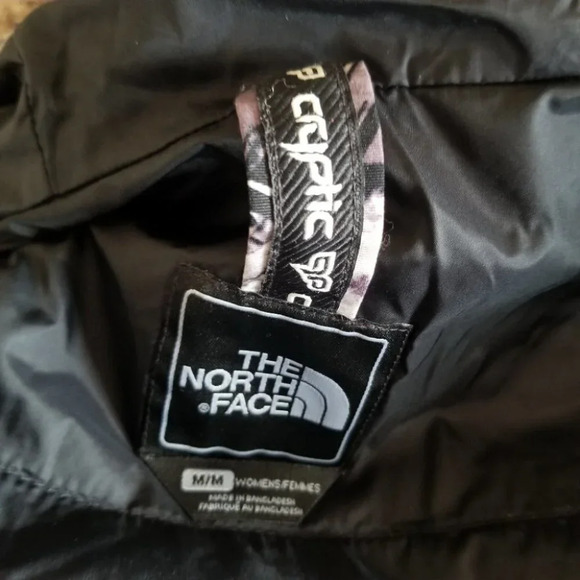 cryptic
THE
NORTH
FACE®
M/M WOMENS/FEMMES
MADE IN BANGLADESH
FABRIQUÉ AU BANGLADESH